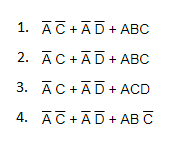 1. A̅ C̅ + A̅ D̅ + ABC
2. A̅ C + A̅ D̅ + ABC
3. A̅ C + A̅ D̅ + ACD
4. A̅ C̅ + A̅ D̅ + AB C̅